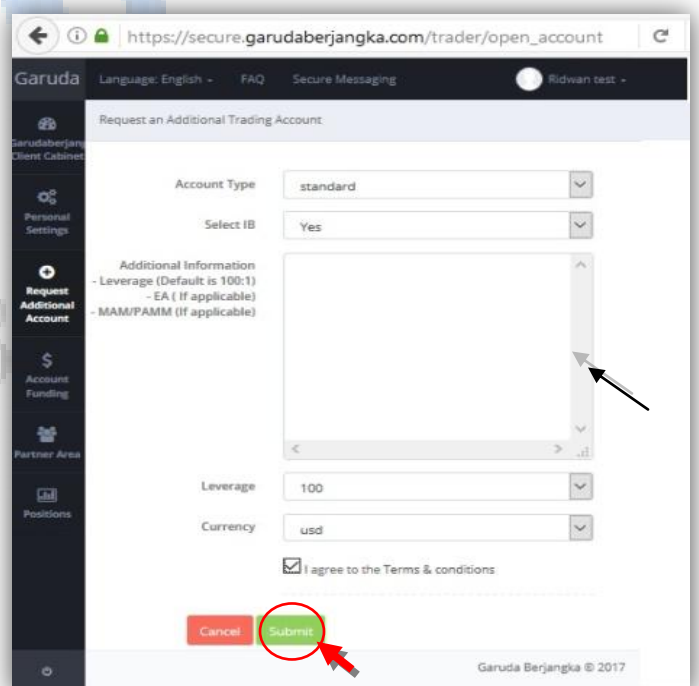 https://secure.garudaberjangka.com/trader/open_account
Garuda Language: English FAQ Secure Messaging Ridwan test
Request an Additional Trading Account
Garudaberjang
Client Cabinet
Personal
Settings
Request
Additional
Account
Account
Funding
Partner Area
Positions
Account Type standard
Select IB Yes
Additional Information
- Leverage (Default is 100:1)
- EA ( If applicable)
- MAM/PAMM (If applicable)
Leverage 100
Currency usd
I agree to the Terms & conditions
Cancel Submit
Garuda Berjangka © 2017